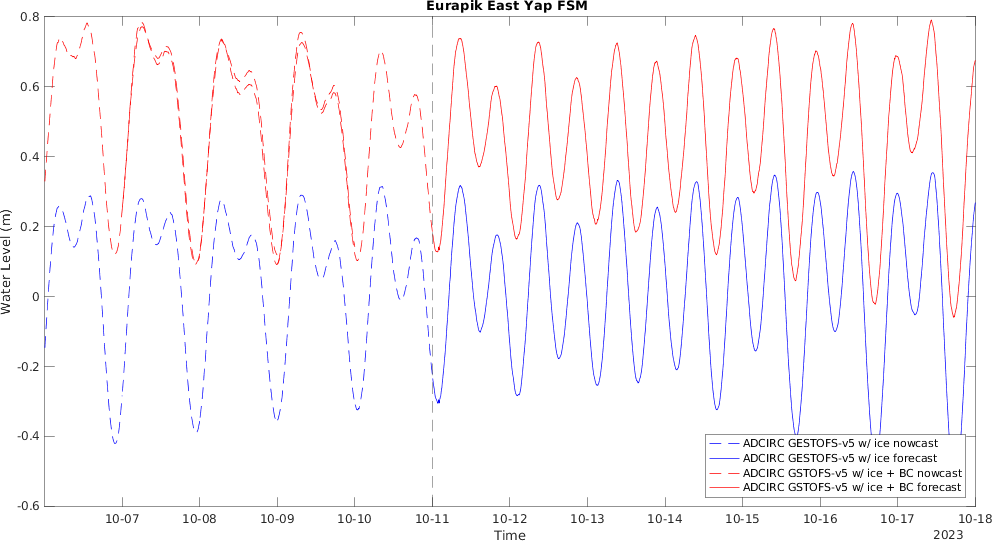 Eurapik East Yap FSM
Water Level (m)
0.8
0.6
0.4
0.2
0
-0.2
-0.4
-0.6
ADCIRC GESTOFS-v5 w/ ice nowcast
ADCIRC GESTOFS-v5 w/ ice forecast
ADCIRC GSTOFS-v5 w/ ice + BC nowcast
ADCIRC GSTOFS-v5 w/ ice + BC forecast
10-07 10-08 10-09 10-10 10-11 10-12 10-13 10-14 10-15 10-16 10-17 10-18
Time
2023